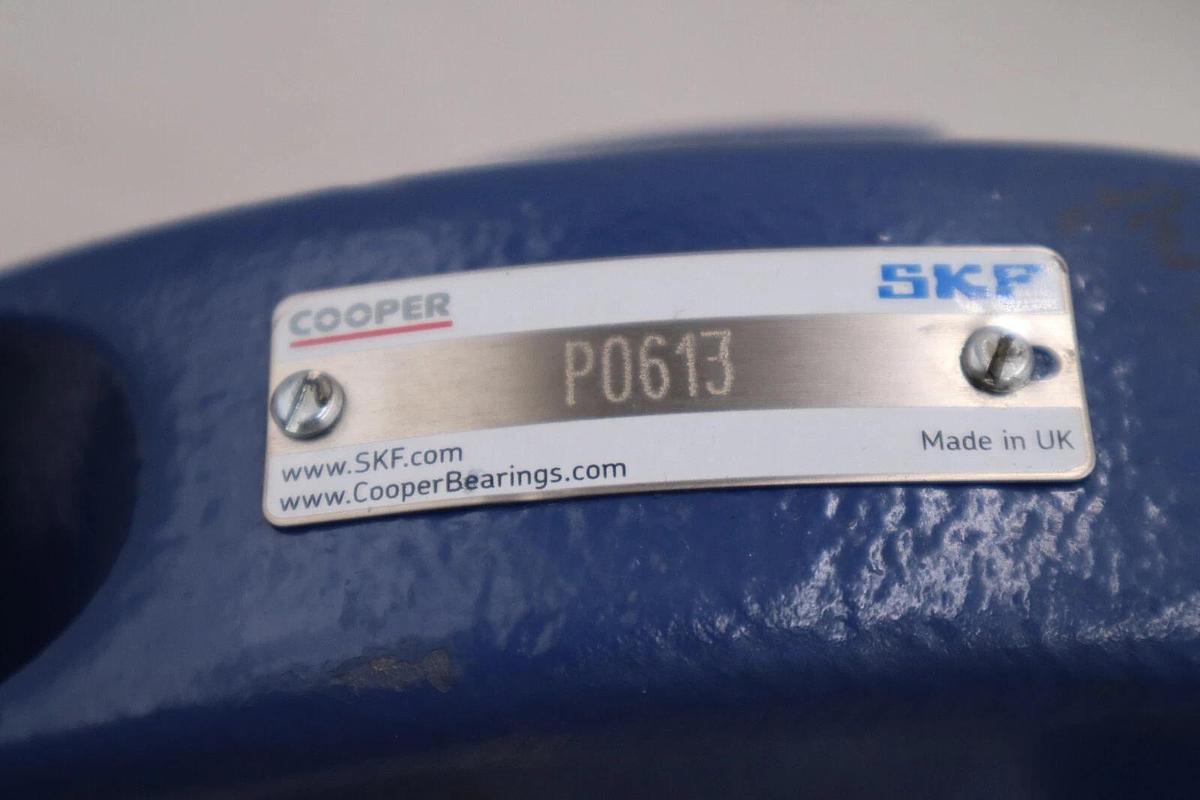 COOPER
SKF
P0613
www.SKF.com
www.CooperBearings.com
Made in UK